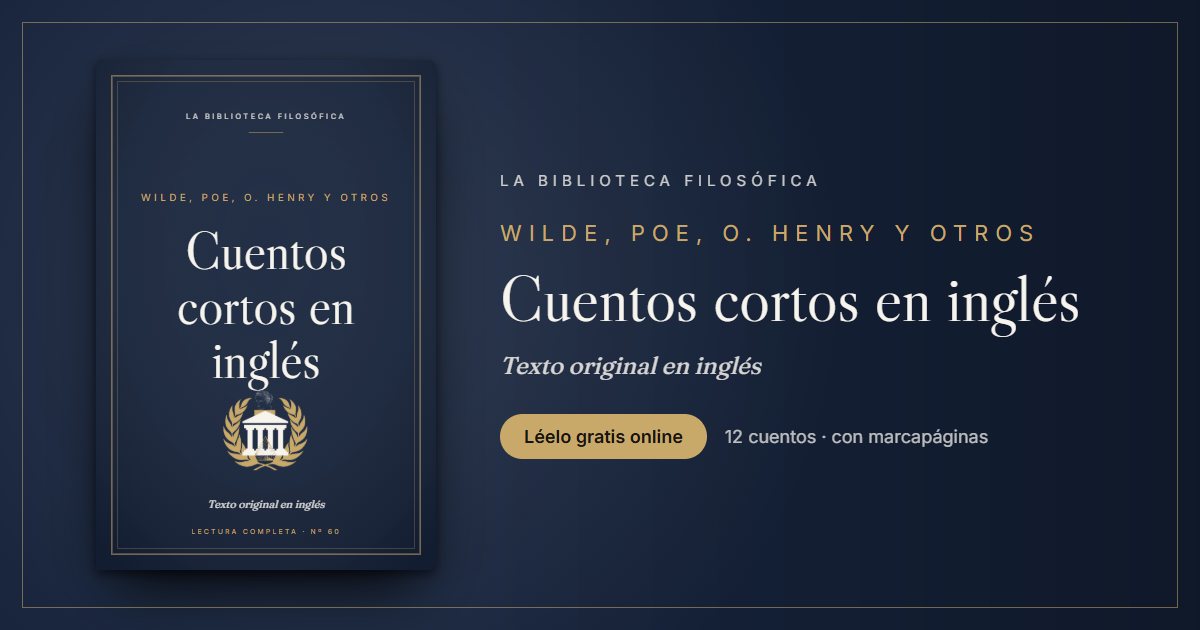 LA BIBLIOTECA FILOSÓFICA
WILDE, POE, O. HENRY Y OTROS
Cuentos
cortos en
inglés
Texto original en inglés
LECTURA COMPLETA · Nº 60
LA BIBLIOTECA FILOSÓFICA
WILDE, POE, O. HENRY Y OTROS
Cuentos cortos en inglés
Texto original en inglés
Léelo gratis online
12 cuentos · con marcapáginas